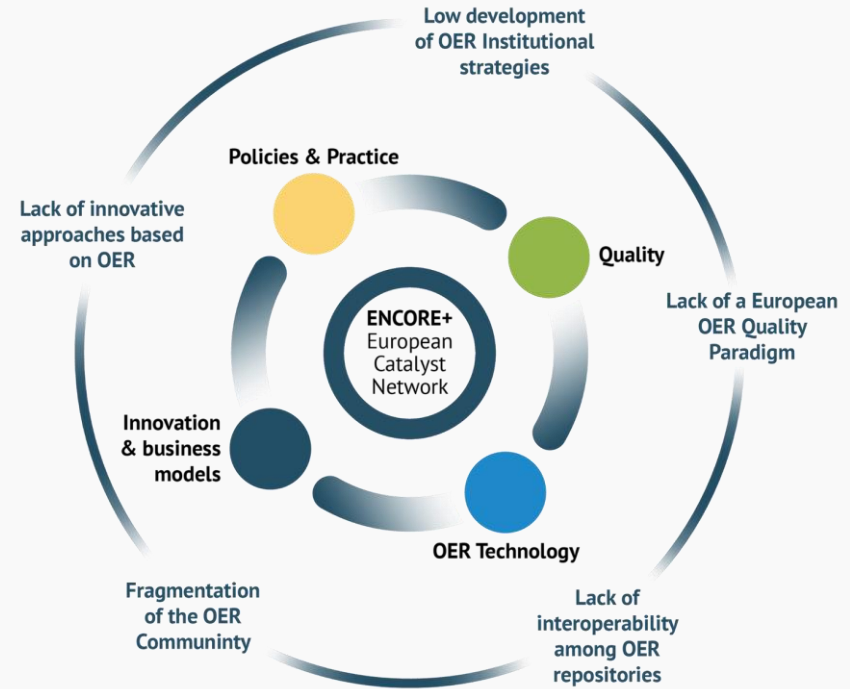 Low development
of OER Institutional
strategies
Policies & Practice
Lack of innovative
approaches based
on OER
Quality
Lack of a European
OER Quality
Paradigm
ENCORE+
European
Catalyst
Network
Innovation
& business
models
OER Technology
Fragmentation
of the OER
Communinty
Lack of
interoperability
among OER
repositories